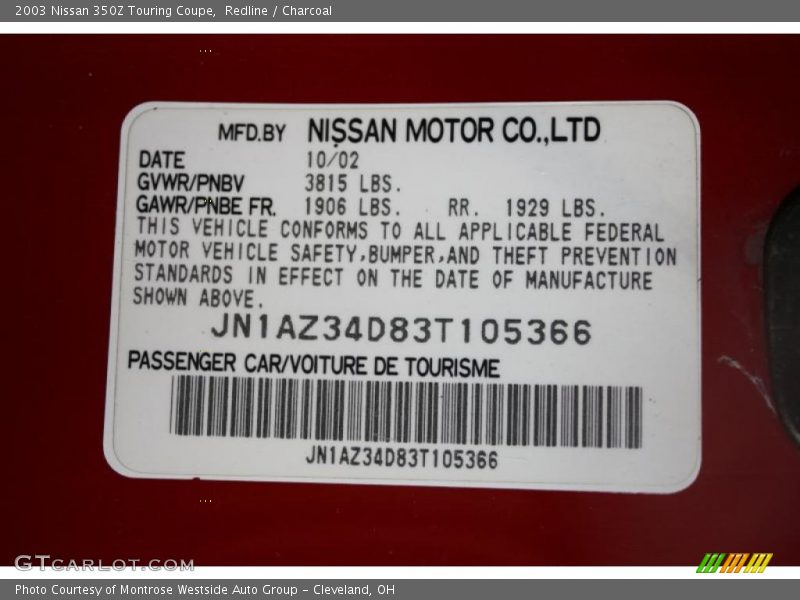 2003 Nissan 350Z Touring Coupe,  Redline / Charcoal
MFD.BY NISSAN MOTOR CO.,LTD
DATE 10/02
GVWR/PNBV 3815 LBS.
GAWR/PNBE FR. 1906 LBS. RR. 1929 LBS.
THIS VEHICLE CONFORMS TO ALL APPLICABLE FEDERAL
MOTOR VEHICLE SAFETY,BUMPER,AND THEFT PREVENTION
STANDARDS IN EFFECT ON THE DATE OF MANUFACTURE
SHOWN ABOVE.
JN1AZ34D83T105366
PASSENGER CAR/VOITURE DE TOURISME
JN1AZ34D83T105366
GTCARLOT.COM
Photo Courtesy of Montrose Westside Auto Group - Cleveland, OH